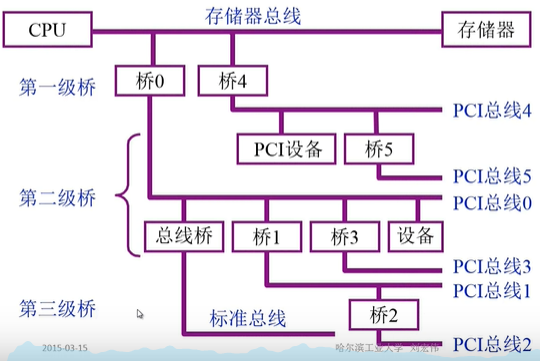 存储器总线
CPU
存储器
第一级桥
桥0
桥4
PCI总线4
PCI设备
桥5
PCI总线5
第二级桥
PCI总线0
总线桥
桥1
桥3
设备
PCI总线3
PCI总线1
第三级桥
标准总线
桥2
PCI总线2
2015-03-15
哈尔滨工业大学 刘宏伟